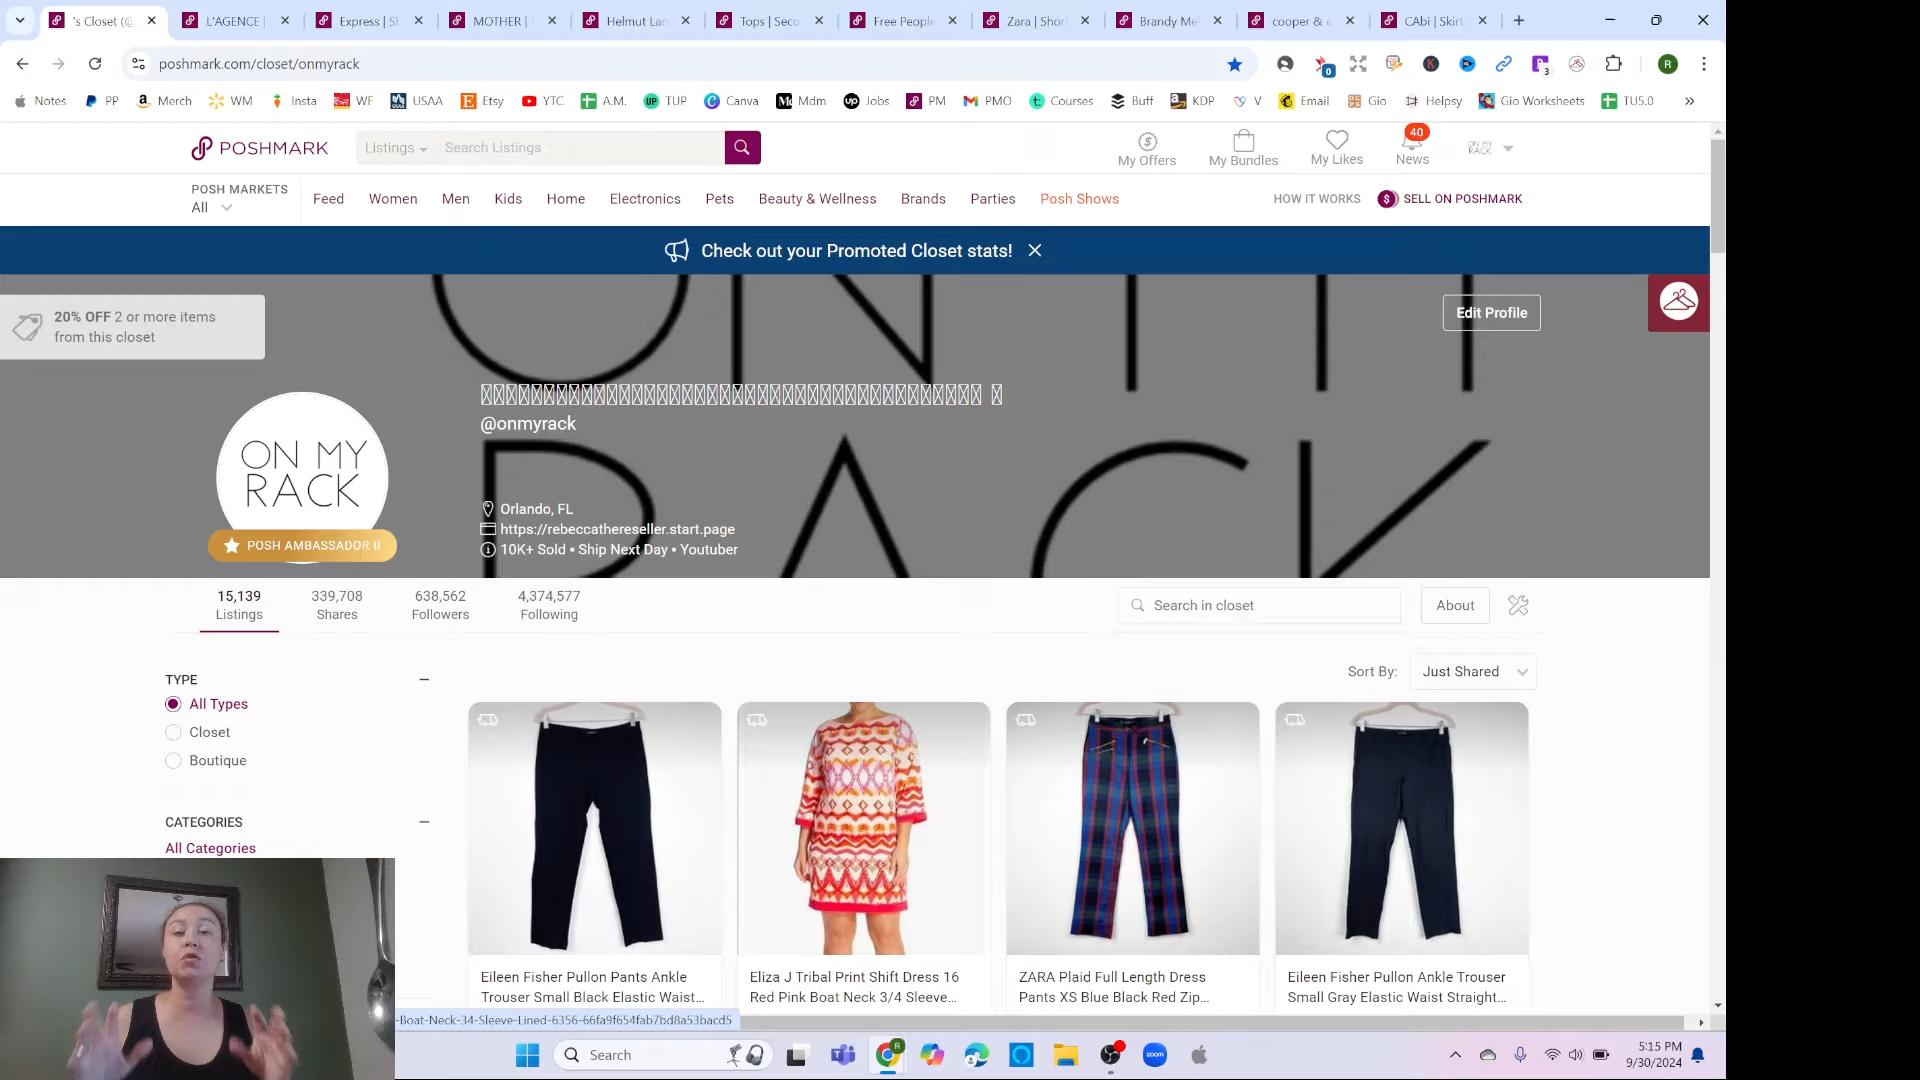 's Closet (@
L'AGENCE |
Express | S
MOTHER |
Helmut Lan
Tops | Seco
Free People
Zara | Shor
Brandy Me
cooper & e
CAbi | Skirt
poshmark.com/closet/onmyrack
0
3
R
Notes
PP
Merch
WM
Insta
WF
USAA
Etsy
YTC
A.M.
TUP
Canva
Mdm
Jobs
PM
PMO
Courses
Buff
KDP
V
Email
Gio
Helpsy
Gio Worksheets
TU5.0
POSHMARK
Listings
Search Listings
My Offers
My Bundles
My Likes
40
News
ON MY
RACK
POSH MARKETS
All
Feed
Women
Men
Kids
Home
Electronics
Pets
Beauty & Wellness
Brands
Parties
Posh Shows
HOW IT WORKS
SELL ON POSHMARK
Check out your Promoted Closet stats!
20% OFF 2 or more items
from this closet
Edit Profile
@onmyrack
ON MY
RACK
POSH AMBASSADOR II
Orlando, FL
https://rebeccathereseller.start.page
10K+ Sold ▪ Ship Next Day ▪ Youtuber
15,139
Listings
339,708
Shares
638,562
Followers
4,374,577
Following
Search in closet
About
Sort By:
Just Shared
TYPE
All Types
Closet
Boutique
CATEGORIES
All Categories
Eileen Fisher Pullon Pants Ankle
Trouser Small Black Elastic Waist...
Eliza J Tribal Print Shift Dress 16
Red Pink Boat Neck 3/4 Sleeve...
ZARA Plaid Full Length Dress
Pants XS Blue Black Red Zip...
Eileen Fisher Pullon Ankle Trouser
Small Gray Elastic Waist Straight...
-Boat-Neck-34-Sleeve-Lined-6356-66fa9f654fab7bd8a53bacd5
Search
R
zoom
5:15 PM
9/30/2024